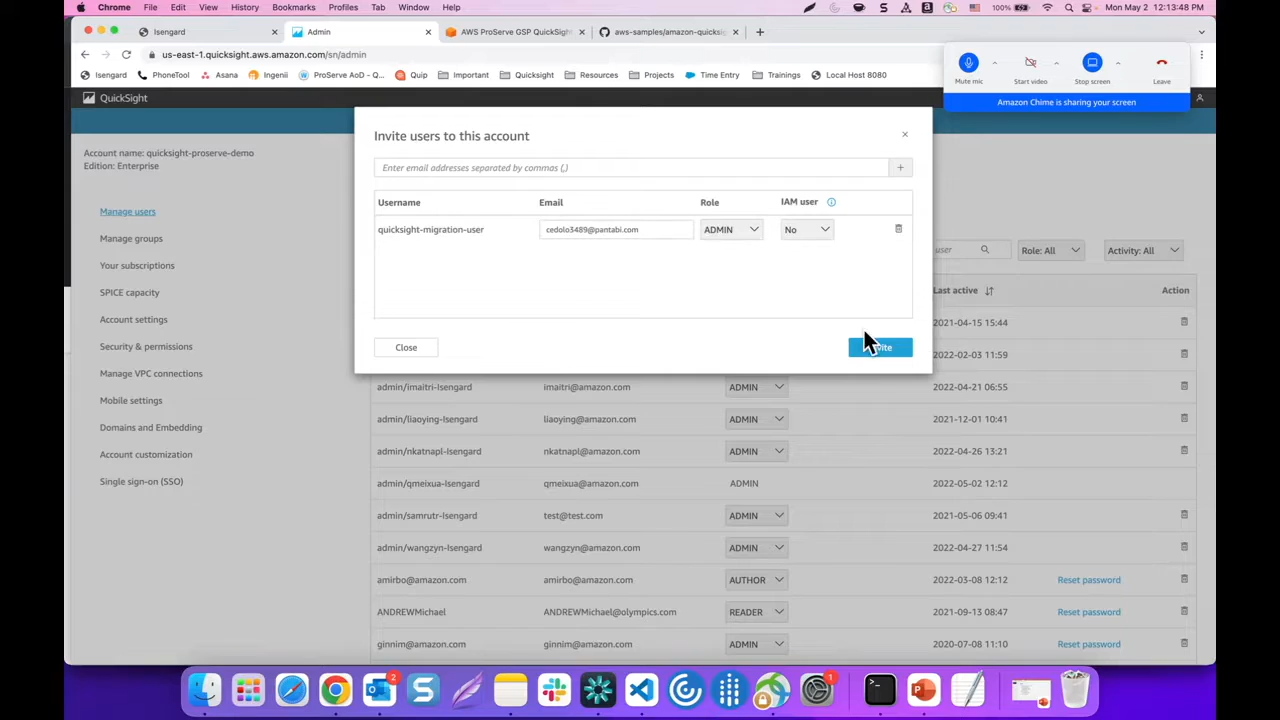 Chrome File Edit View History Bookmarks Profiles Tab Window Help 100% Mon May 2 12:13:48 PM
Isengard Admin AWS ProServe GSP QuickSight aws-samples/amazon-quicksig
us-east-1.quicksight.aws.amazon.com/sn/admin
Isengard PhoneTool Asana Ingenii ProServe AoD - Q... Quip Important Quicksight Resources Projects Time Entry Trainings Local Host 8080
Mute mic Start video Stop screen Leave
Amazon Chime is sharing your screen
QuickSight
Account name: quicksight-proserve-demo
Edition: Enterprise
Manage users
Manage groups
Your subscriptions
SPICE capacity
Account settings
Security & permissions
Manage VPC connections
Mobile settings
Domains and Embedding
Account customization
Single sign-on (SSO)
Invite users to this account
Enter email addresses separated by commas (,)
Username Email Role IAM user
quicksight-migration-user cedolo3489@pantabi.com ADMIN No
Close
user Role: All Activity: All
Last active Action
2021-04-15 15:44
2022-02-03 11:59
admin/imaitri-Isengard imaitri@amazon.com ADMIN 2022-04-21 06:55
admin/liaoying-Isengard liaoying@amazon.com ADMIN 2021-12-01 10:41
admin/nkatnapl-Isengard nkatnapl@amazon.com ADMIN 2022-04-26 13:21
admin/qmeixua-Isengard qmeixua@amazon.com ADMIN 2022-05-02 12:12
admin/samrutr-Isengard test@test.com ADMIN 2021-05-06 09:41
admin/wangzyn-Isengard wangzyn@amazon.com ADMIN 2022-04-27 11:54
amirbo@amazon.com amirbo@amazon.com AUTHOR 2022-03-08 12:12 Reset password
ANDREWMichael ANDREWMichael@olympics.com READER 2021-09-13 08:47 Reset password
ginnim@amazon.com ginnim@amazon.com ADMIN 2020-07-08 11:10 Reset password
2
1